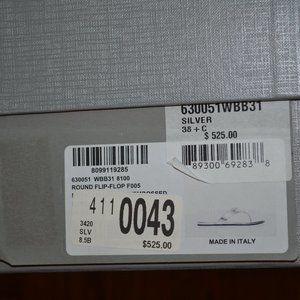 630051WBB31
SILVER
38 + C
$ 525.00
89300 69283 8
8099119285
630051 WBB31 8100
ROUND FLIP-FLOP F005
411 0043
3420
SLV
8.5B
$525.00
MADE IN ITALY